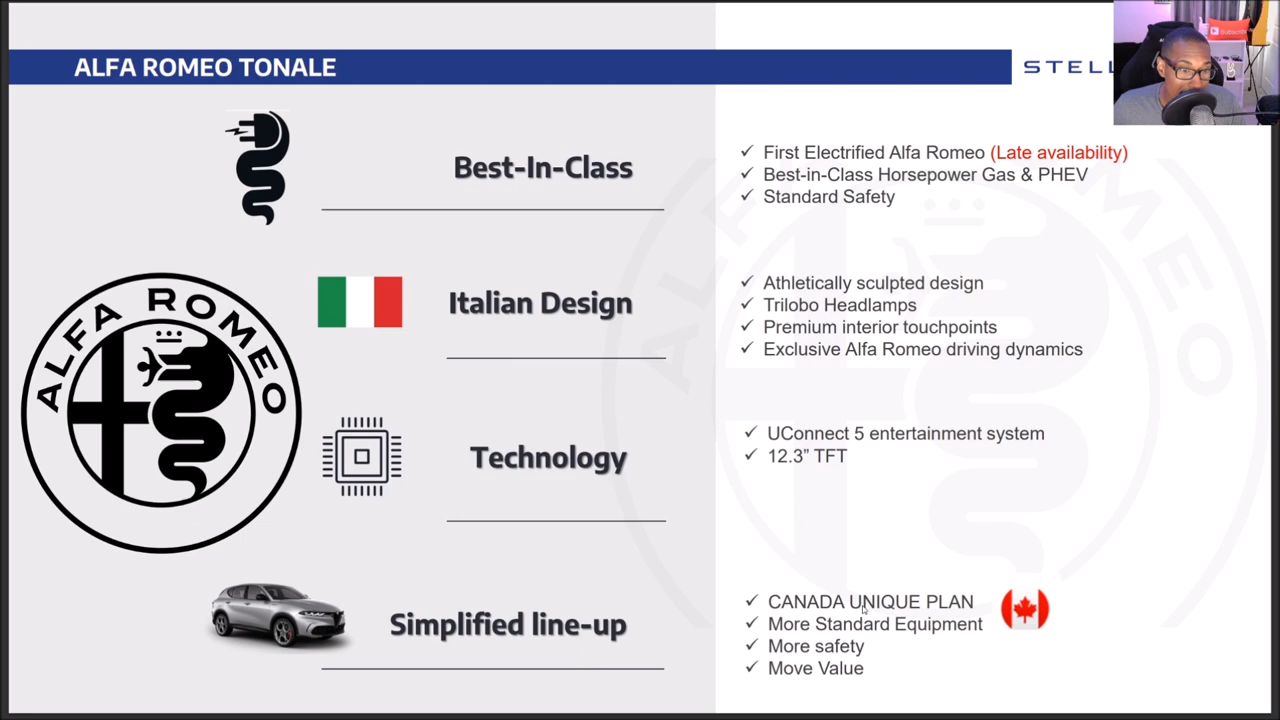 ALFA ROMEO TONALE
STELL
Subscribe
Best-In-Class
First Electrified Alfa Romeo (Late availability)
Best-in-Class Horsepower Gas & PHEV
Standard Safety
Italian Design
Athletically sculpted design
Trilobo Headlamps
Premium interior touchpoints
Exclusive Alfa Romeo driving dynamics
ALFA ROMEO
Technology
UConnect 5 entertainment system
12.3” TFT
Simplified line-up
CANADA UNIQUE PLAN
More Standard Equipment
More safety
Move Value
ALFA ROMEO